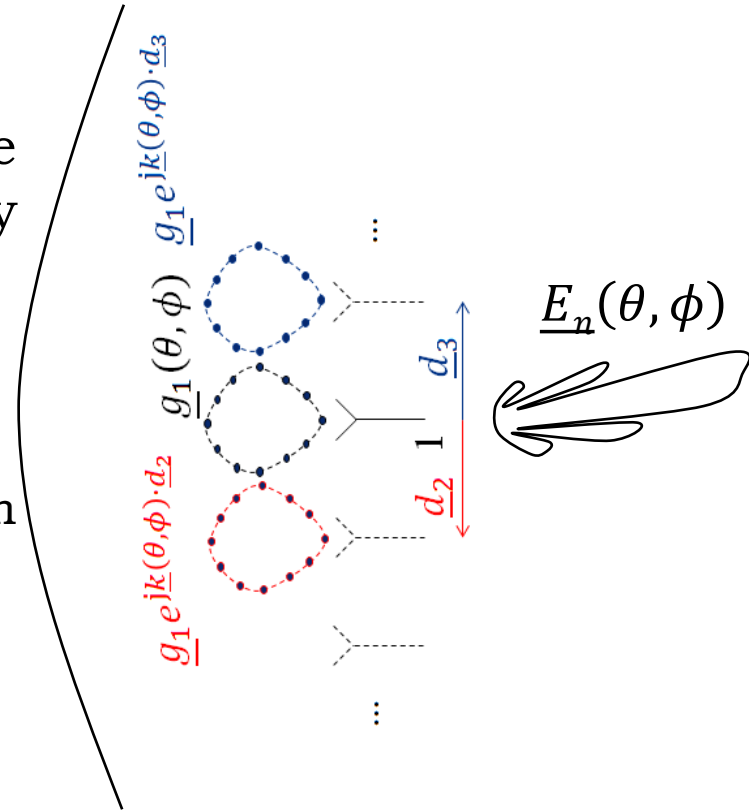 e
y
n
g₁e^{jk(θ,ϕ)·d₃}
g₁(θ,ϕ)
g₁e^{jk(θ,ϕ)·d₂}
...
d₃
1
d₂
...
E_n(θ,ϕ)